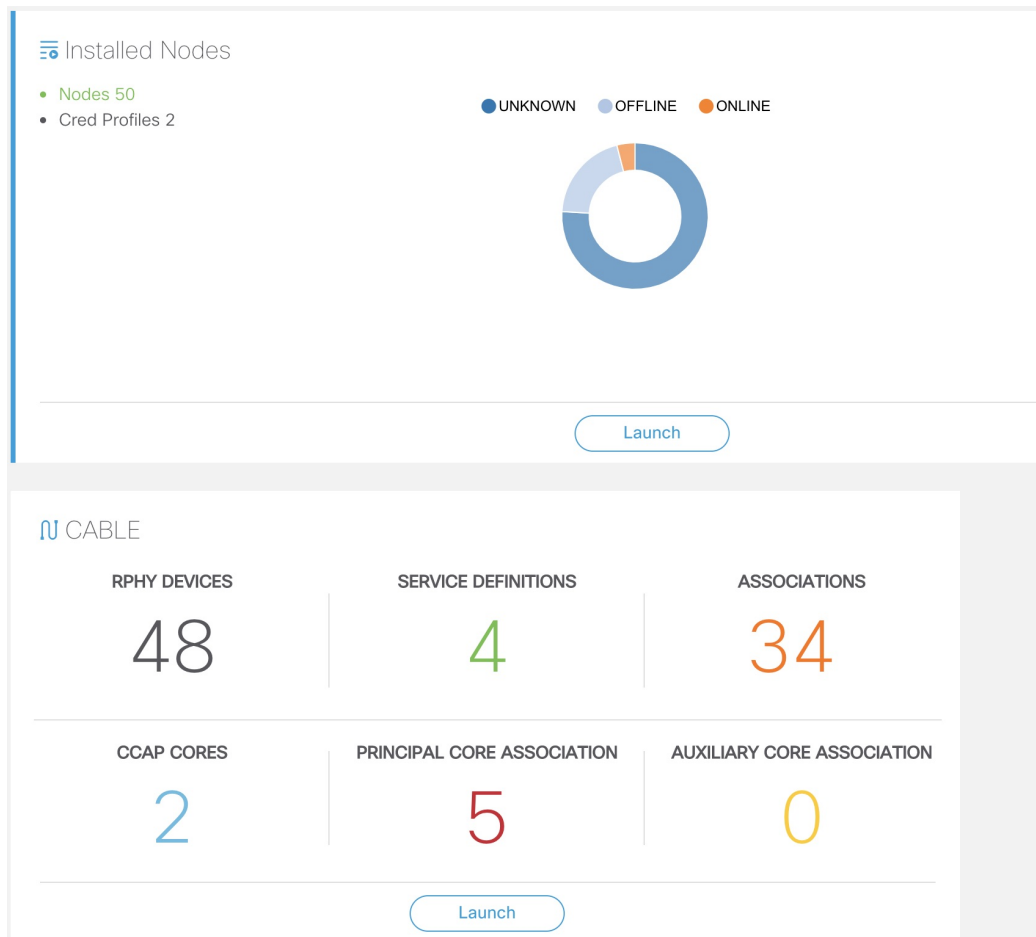 Installed Nodes
Nodes 50
Cred Profiles 2
UNKNOWN OFFLINE ONLINE
Launch
CABLE
RPHY DEVICES SERVICE DEFINITIONS ASSOCIATIONS
48 4 34
CCAP CORES PRINCIPAL CORE ASSOCIATION AUXILIARY CORE ASSOCIATION
2 5 0
Launch